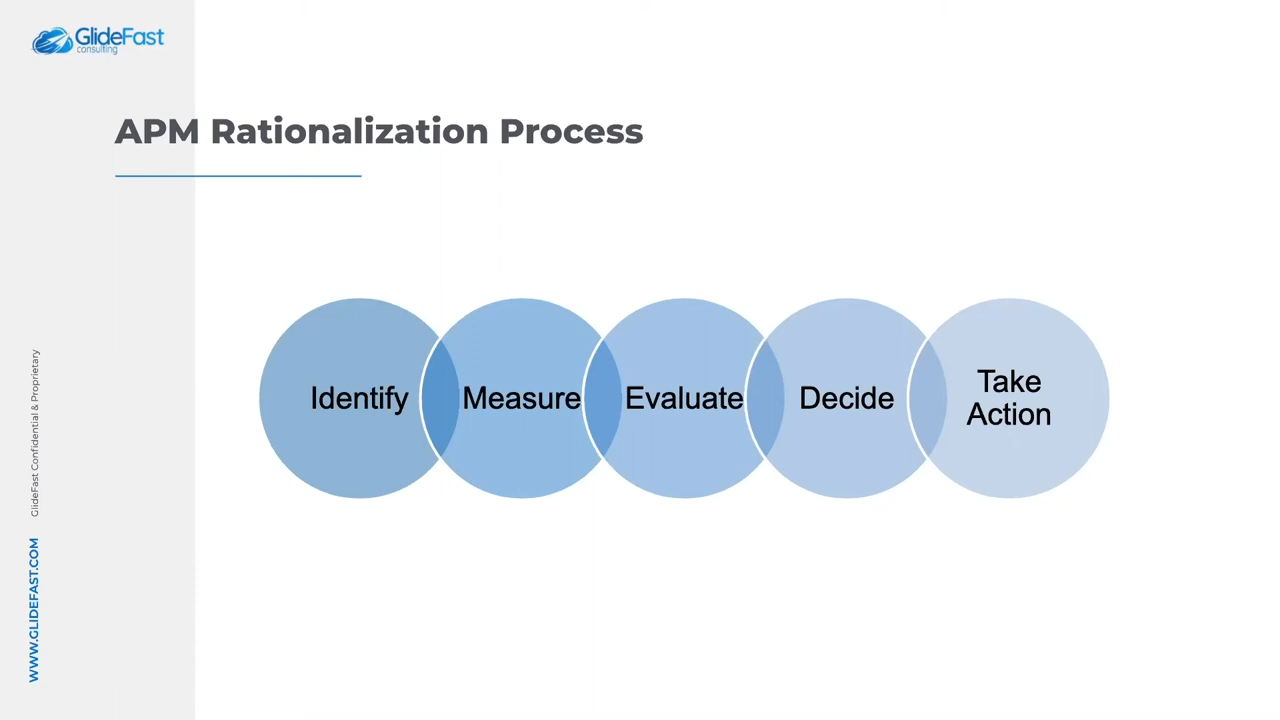 GlideFast
consulting
APM Rationalization Process
Identify
Measure
Evaluate
Decide
Take
Action
GlideFast Confidential & Proprietary
WWW.GLIDEFAST.COM